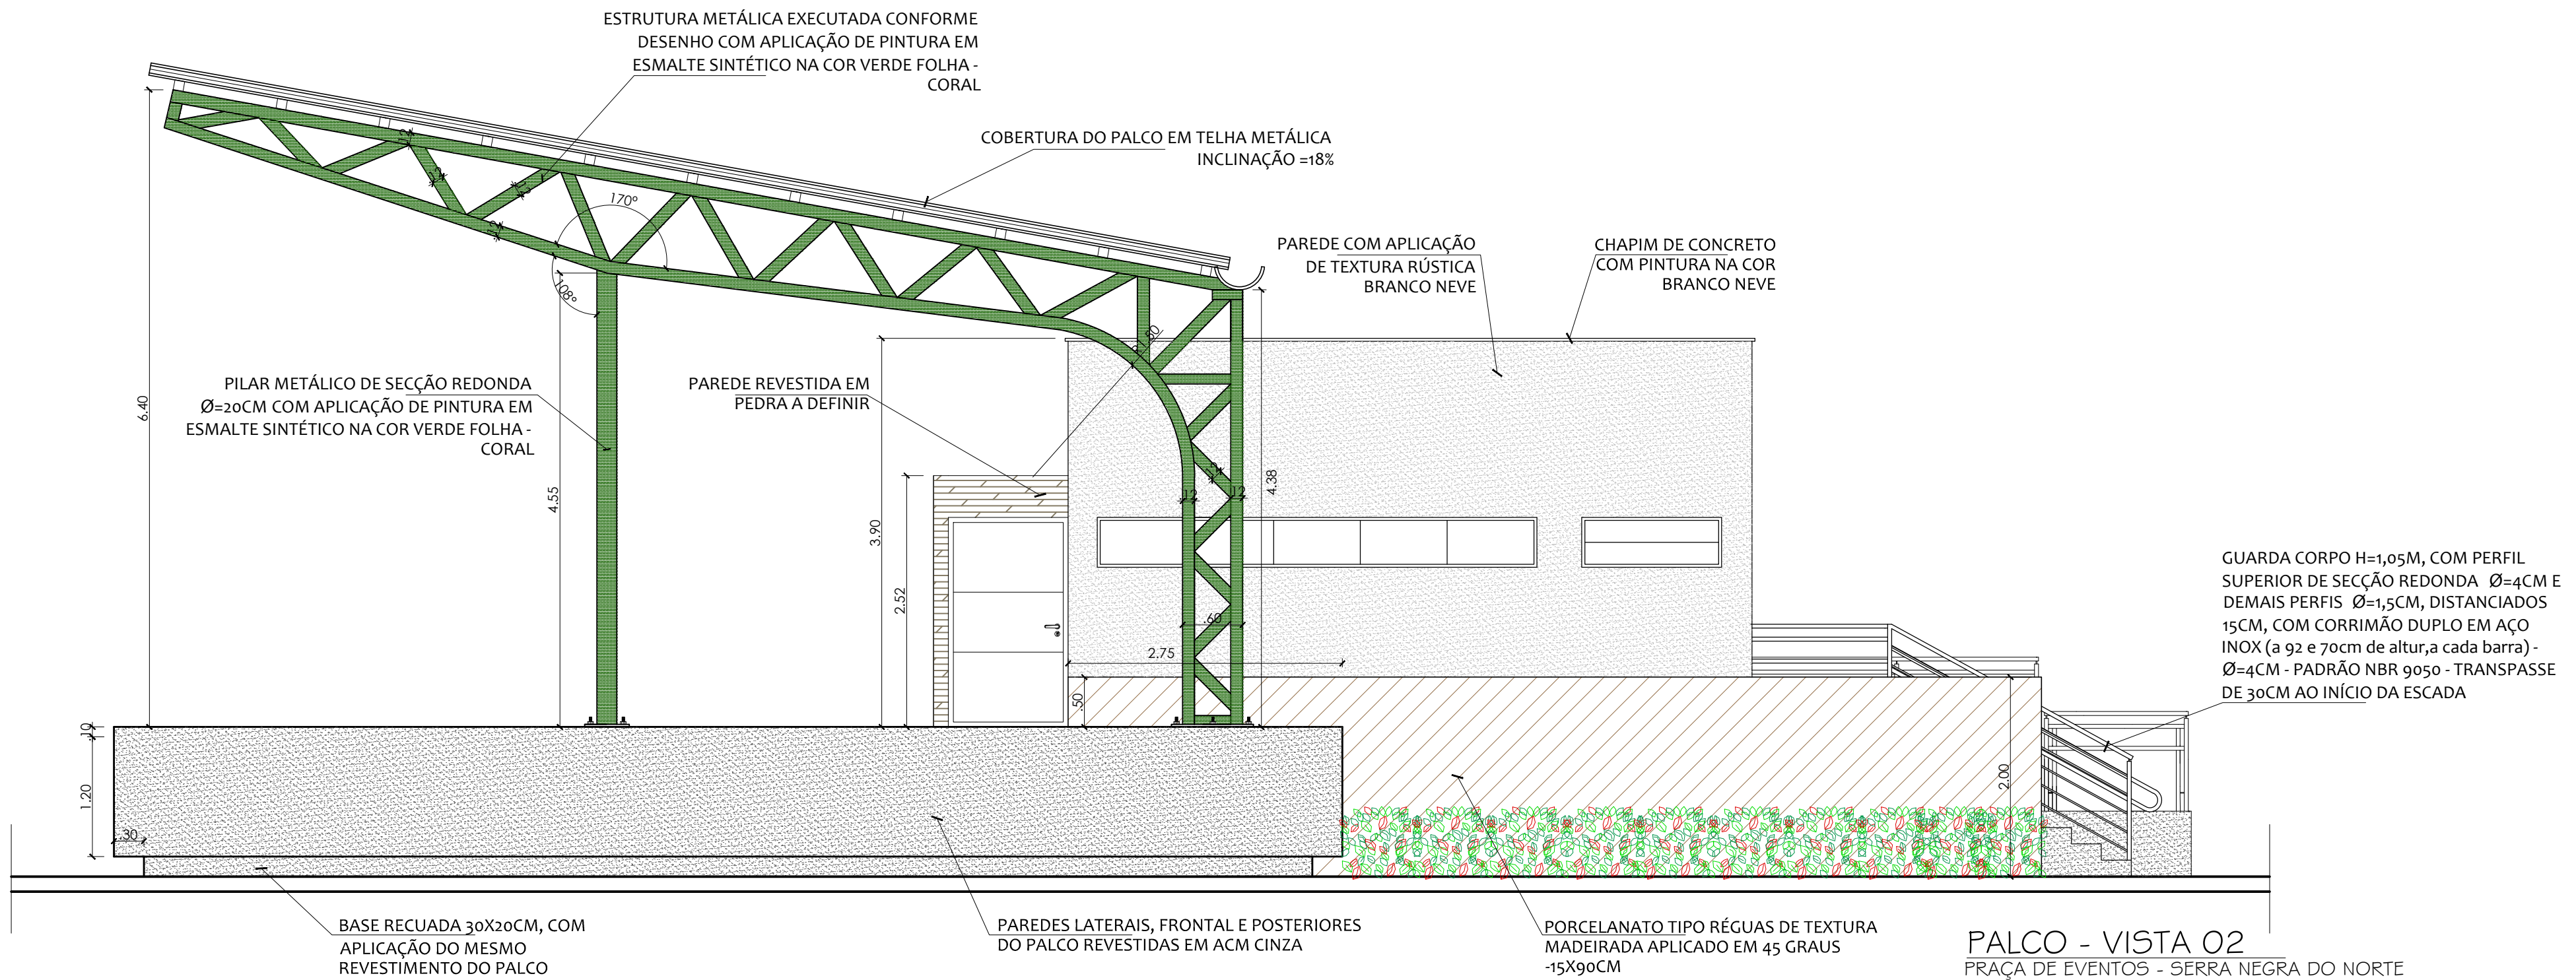 ESTRUTURA METÁLICA EXECUTADA CONFORME
DESENHO COM APLICAÇÃO DE PINTURA EM
ESMALTE SINTÉTICO NA COR VERDE FOLHA -
CORAL
COBERTURA DO PALCO EM TELHA METÁLICA
INCLINAÇÃO =18%
PAREDE COM APLICAÇÃO
DE TEXTURA RÚSTICA
BRANCO NEVE
CHAPIM DE CONCRETO
COM PINTURA NA COR
BRANCO NEVE
PILAR METÁLICO DE SECÇÃO REDONDA
Ø=20CM COM APLICAÇÃO DE PINTURA EM
ESMALTE SINTÉTICO NA COR VERDE FOLHA -
CORAL
PAREDE REVESTIDA EM
PEDRA A DEFINIR
GUARDA CORPO H=1,05M, COM PERFIL
SUPERIOR DE SECÇÃO REDONDA Ø=4CM E
DEMAIS PERFIS Ø=1,5CM, DISTANCIADOS
15CM, COM CORRIMÃO DUPLO EM AÇO
INOX (a 92 e 70cm de altur,a cada barra) -
Ø=4CM - PADRÃO NBR 9050 - TRANSPASSE
DE 30CM AO INÍCIO DA ESCADA
170°
108°
6.40
4.55
3.90
2.52
4.38
.12
.12
.60
2.75
.50
.10
1.20
.30
2.00
BASE RECUADA 30X20CM, COM
APLICAÇÃO DO MESMO
REVESTIMENTO DO PALCO
PAREDES LATERAIS, FRONTAL E POSTERIORES
DO PALCO REVESTIDAS EM ACM CINZA
PORCELANATO TIPO RÉGUAS DE TEXTURA
MADEIRADA APLICADO EM 45 GRAUS
-15X90CM
PALCO - VISTA 02
PRAÇA DE EVENTOS - SERRA NEGRA DO NORTE